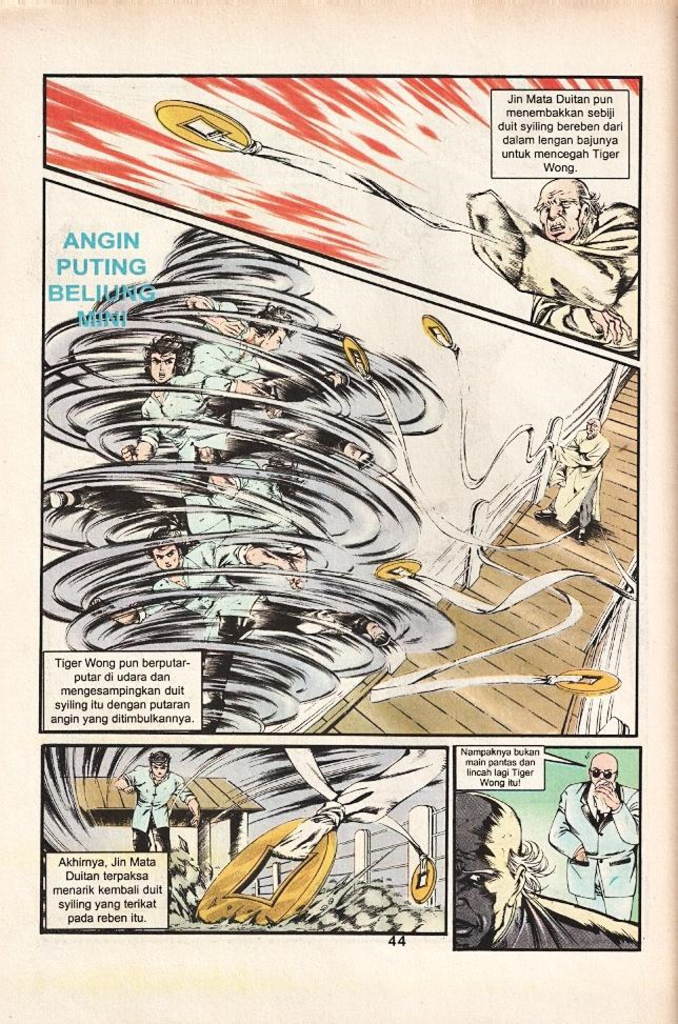 Jin Mata Duitan pun
menembakkan sebiji
duit syiling bereben dari
dalam lengan bajunya
untuk mencegah Tiger
Wong.
ANGIN
PUTING
BELIUNG
MINI
Tiger Wong pun berputar-
putar di udara dan
mengesampingkan duit
syiling itu dengan putaran
angin yang ditimbulkannya.
Akhirnya, Jin Mata
Duitan terpaksa
menarik kembali duit
syiling yang terikat
pada reben itu.
Nampaknya bukan
main pantas dan
lincah lagi Tiger
Wong itu!
44